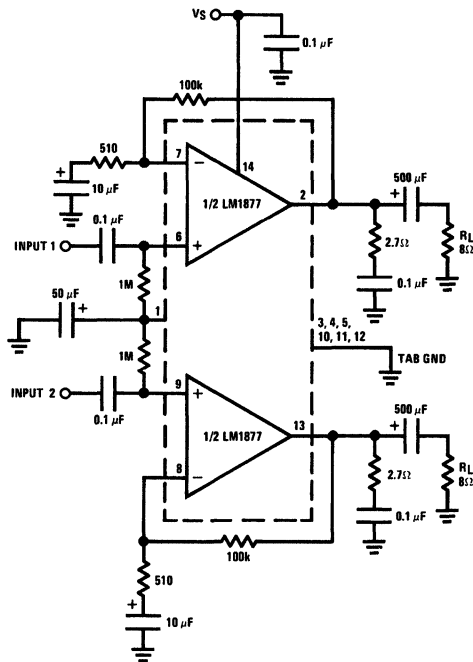 VS
0.1 μF
100k
510
7
−
14
10 μF
1/2 LM1877
2
+
500 μF
0.1 μF
INPUT 1
6
+
2.7Ω
RL
8Ω
1M
0.1 μF
50 μF
+
1
3, 4, 5,
10, 11, 12
TAB GND
1M
INPUT 2
9
+
0.1 μF
1/2 LM1877
13
+
500 μF
8
−
2.7Ω
RL
8Ω
0.1 μF
100k
510
+
10 μF